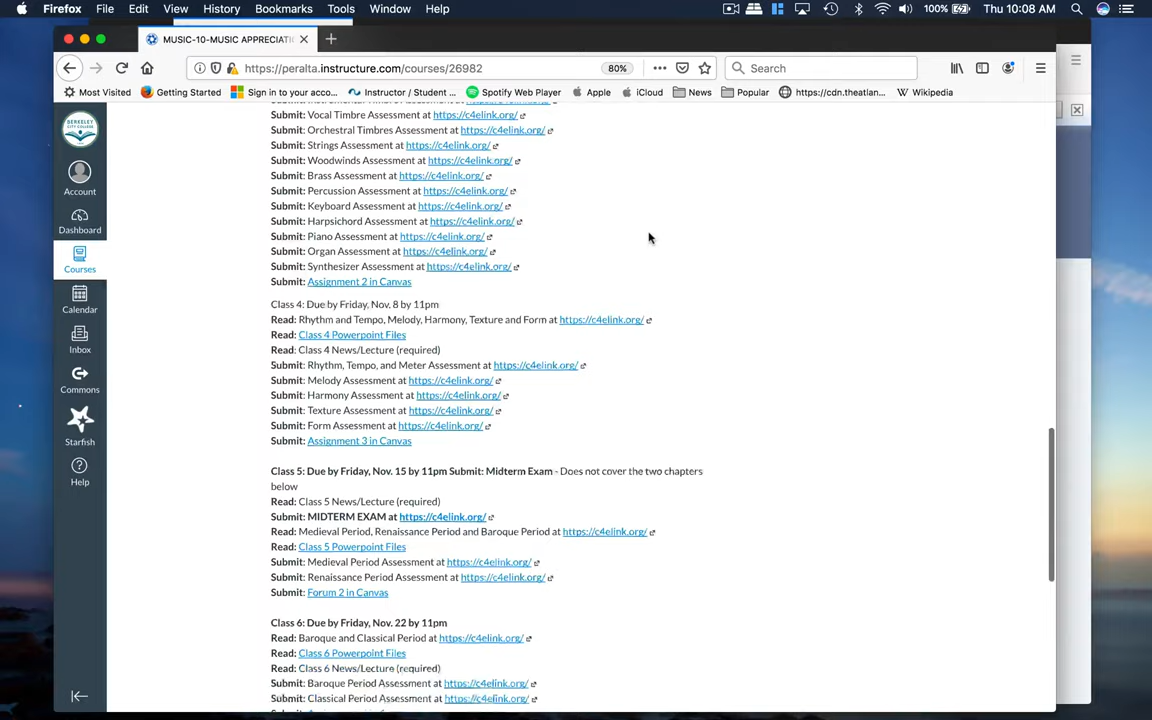 Firefox File Edit View History Bookmarks Tools Window Help 100% Thu 10:08 AM
MUSIC-10-MUSIC APPRECIATI
https://peralta.instructure.com/courses/26982 80% Search
Most Visited Getting Started Sign in to your acco... Instructor / Student ... Spotify Web Player Apple iCloud News Popular https://cdn.theatlan... Wikipedia
BERKELEY CITY COLLEGE
Account
Dashboard
Courses
Calendar
Inbox
Commons
Starfish
Help
Submit: Vocal Timbre Assessment at https://c4elink.org/
Submit: Orchestral Timbres Assessment at https://c4elink.org/
Submit: Strings Assessment at https://c4elink.org/
Submit: Woodwinds Assessment at https://c4elink.org/
Submit: Brass Assessment at https://c4elink.org/
Submit: Percussion Assessment at https://c4elink.org/
Submit: Keyboard Assessment at https://c4elink.org/
Submit: Harpsichord Assessment at https://c4elink.org/
Submit: Piano Assessment at https://c4elink.org/
Submit: Organ Assessment at https://c4elink.org/
Submit: Synthesizer Assessment at https://c4elink.org/
Submit: Assignment 2 in Canvas
Class 4: Due by Friday, Nov. 8 by 11pm
Read: Rhythm and Tempo, Melody, Harmony, Texture and Form at https://c4elink.org/
Read: Class 4 Powerpoint Files
Read: Class 4 News/Lecture (required)
Submit: Rhythm, Tempo, and Meter Assessment at https://c4elink.org/
Submit: Melody Assessment at https://c4elink.org/
Submit: Harmony Assessment at https://c4elink.org/
Submit: Texture Assessment at https://c4elink.org/
Submit: Form Assessment at https://c4elink.org/
Submit: Assignment 3 in Canvas
Class 5: Due by Friday, Nov. 15 by 11pm Submit: Midterm Exam - Does not cover the two chapters
below
Read: Class 5 News/Lecture (required)
Submit: MIDTERM EXAM at https://c4elink.org/
Read: Medieval Period, Renaissance Period and Baroque Period at https://c4elink.org/
Read: Class 5 Powerpoint Files
Submit: Medieval Period Assessment at https://c4elink.org/
Submit: Renaissance Period Assessment at https://c4elink.org/
Submit: Forum 2 in Canvas
Class 6: Due by Friday, Nov. 22 by 11pm
Read: Baroque and Classical Period at https://c4elink.org/
Read: Class 6 Powerpoint Files
Read: Class 6 News/Lecture (required)
Submit: Baroque Period Assessment at https://c4elink.org/
Submit: Classical Period Assessment at https://c4elink.org/